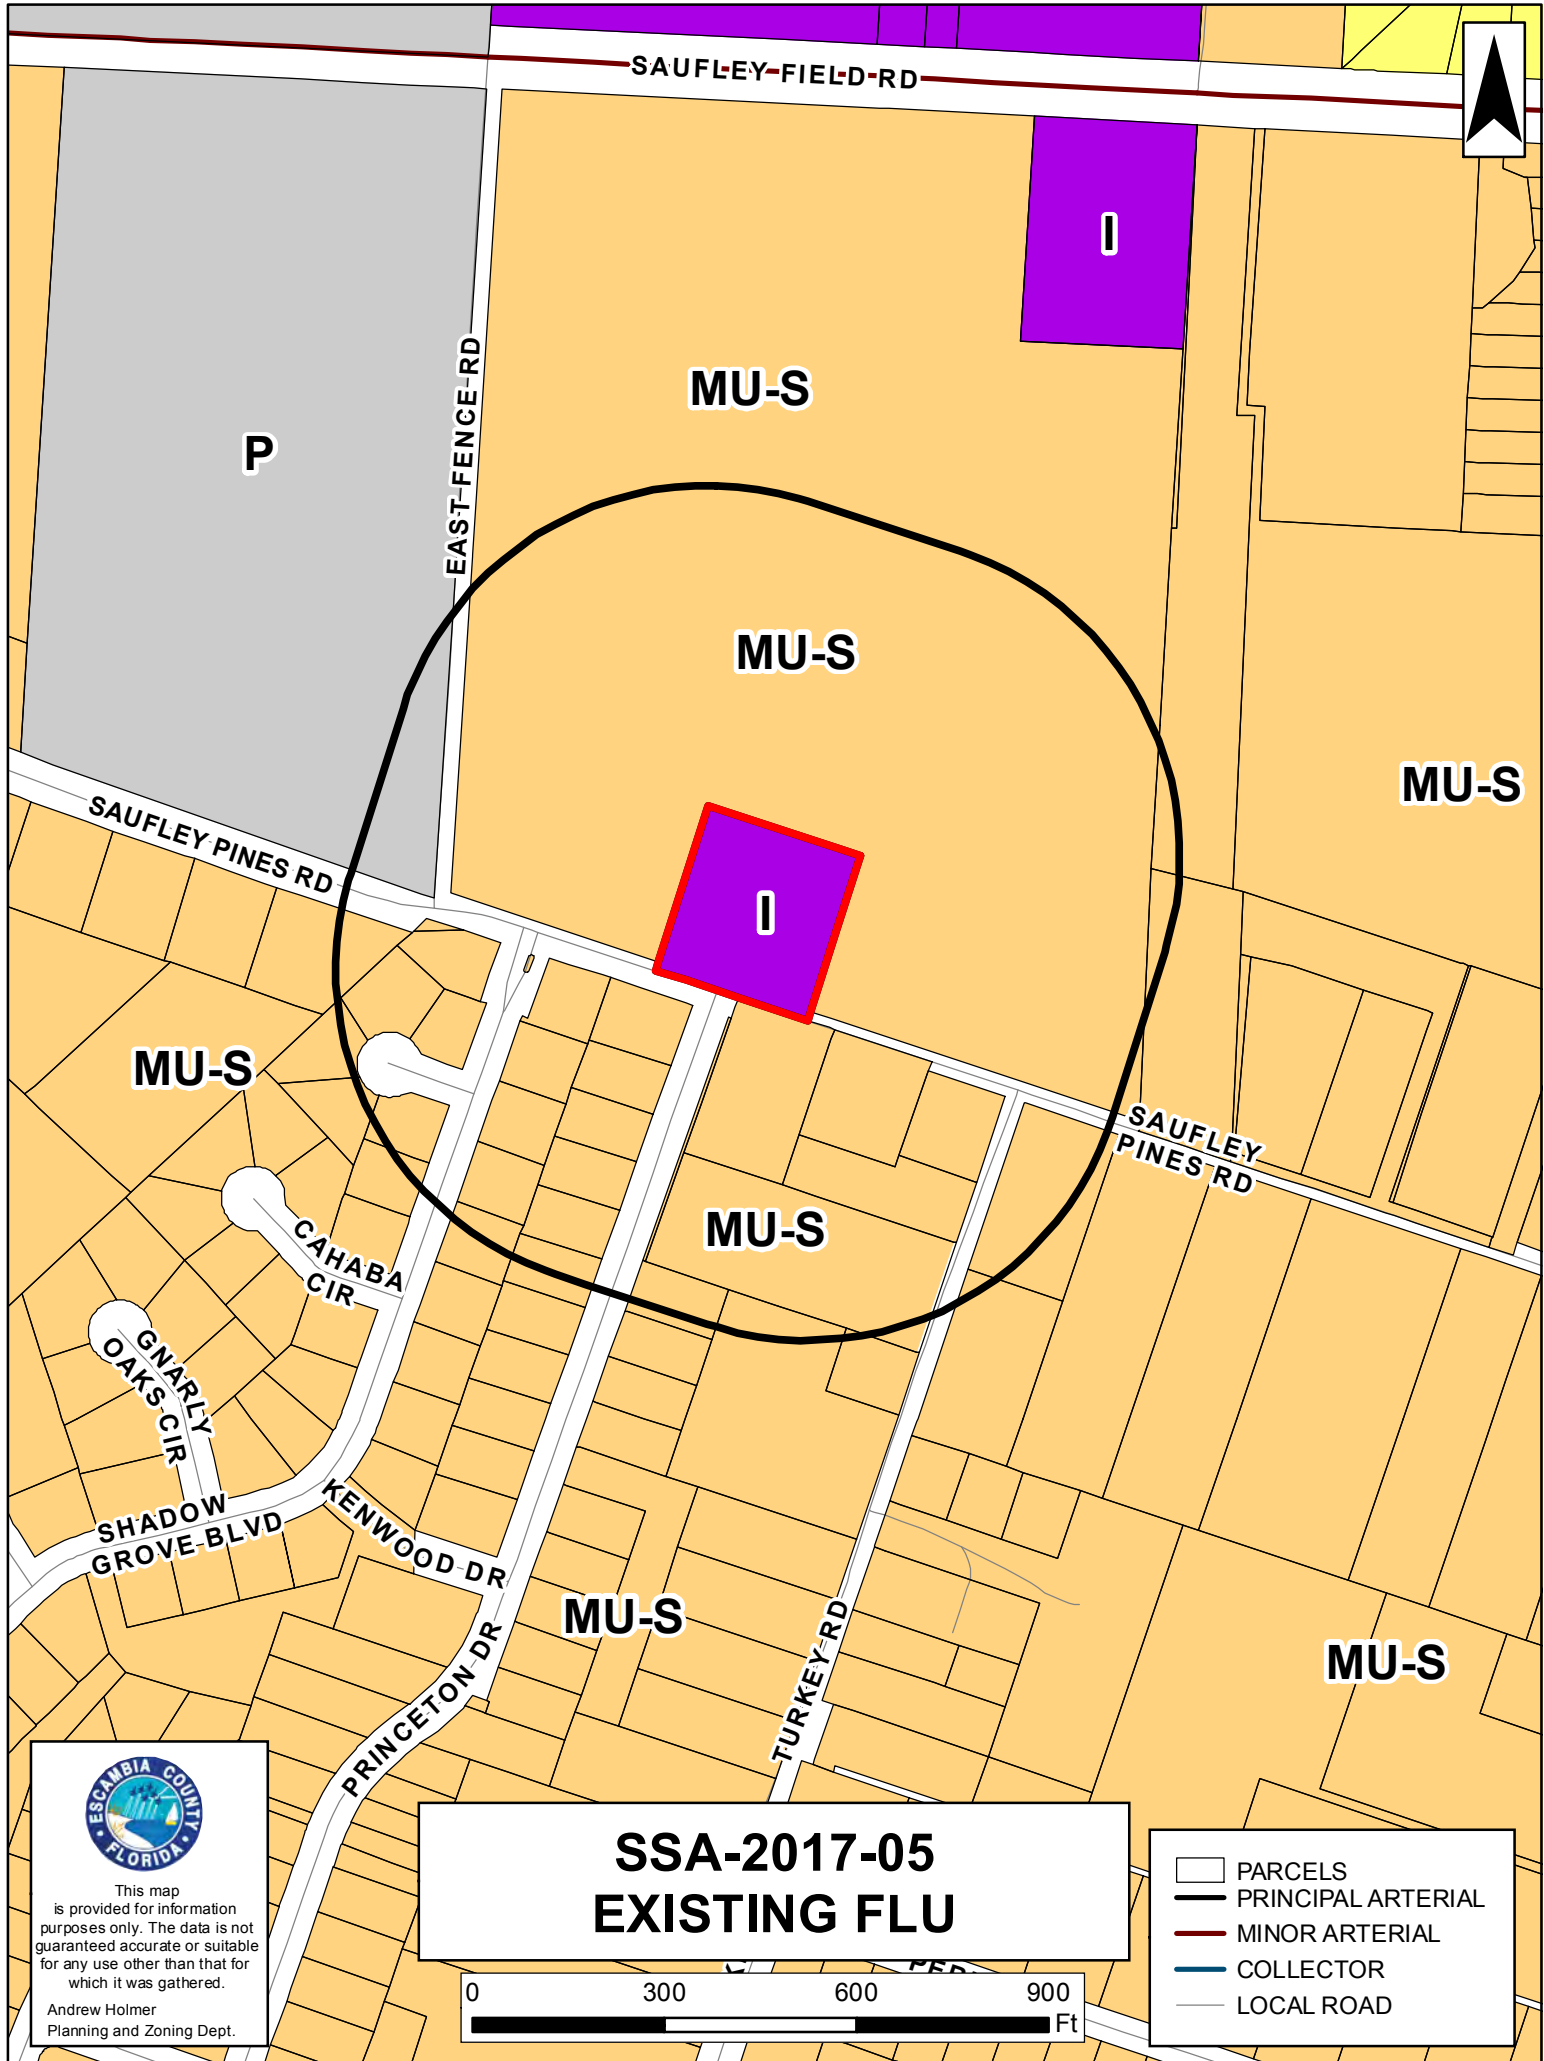 SAUFLEY FIELD RD
I
MU-S
EAST FENCE RD
P
MU-S
MU-S
SAUFLEY PINES RD
I
MU-S
SAUFLEY
PINES RD
MU-S
CAHABA
CIR
GNARLY
OAKS CIR
SHADOW
GROVE BLVD
KENWOOD DR
MU-S
PRINCETON DR
TURKEY RD
MU-S
ESCAMBIA COUNTY
FLORIDA
This map
is provided for information
purposes only. The data is not
guaranteed accurate or suitable
for any use other than that for
which it was gathered.
Andrew Holmer
Planning and Zoning Dept.
SSA-2017-05
EXISTING FLU
0 300 600 900
Ft
PARCELS
PRINCIPAL ARTERIAL
MINOR ARTERIAL
COLLECTOR
LOCAL ROAD